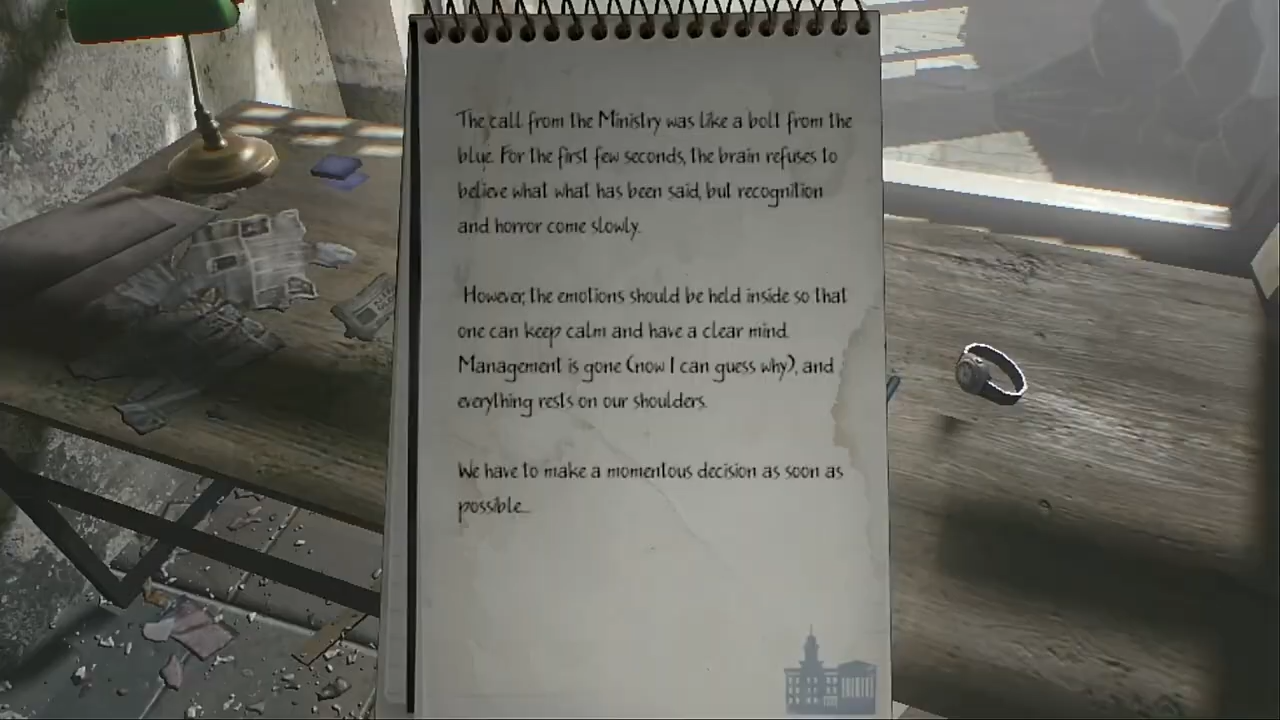 The call from the Ministry was like a bolt from the
blue. For the first few seconds, the brain refuses to
believe what what has been said, but recognition
and horror come slowly.
However, the emotions should be held inside so that
one can keep calm and have a clear mind.
Management is gone (now I can guess why), and
everything rests on our shoulders.
We have to make a momentous decision as soon as
possible...